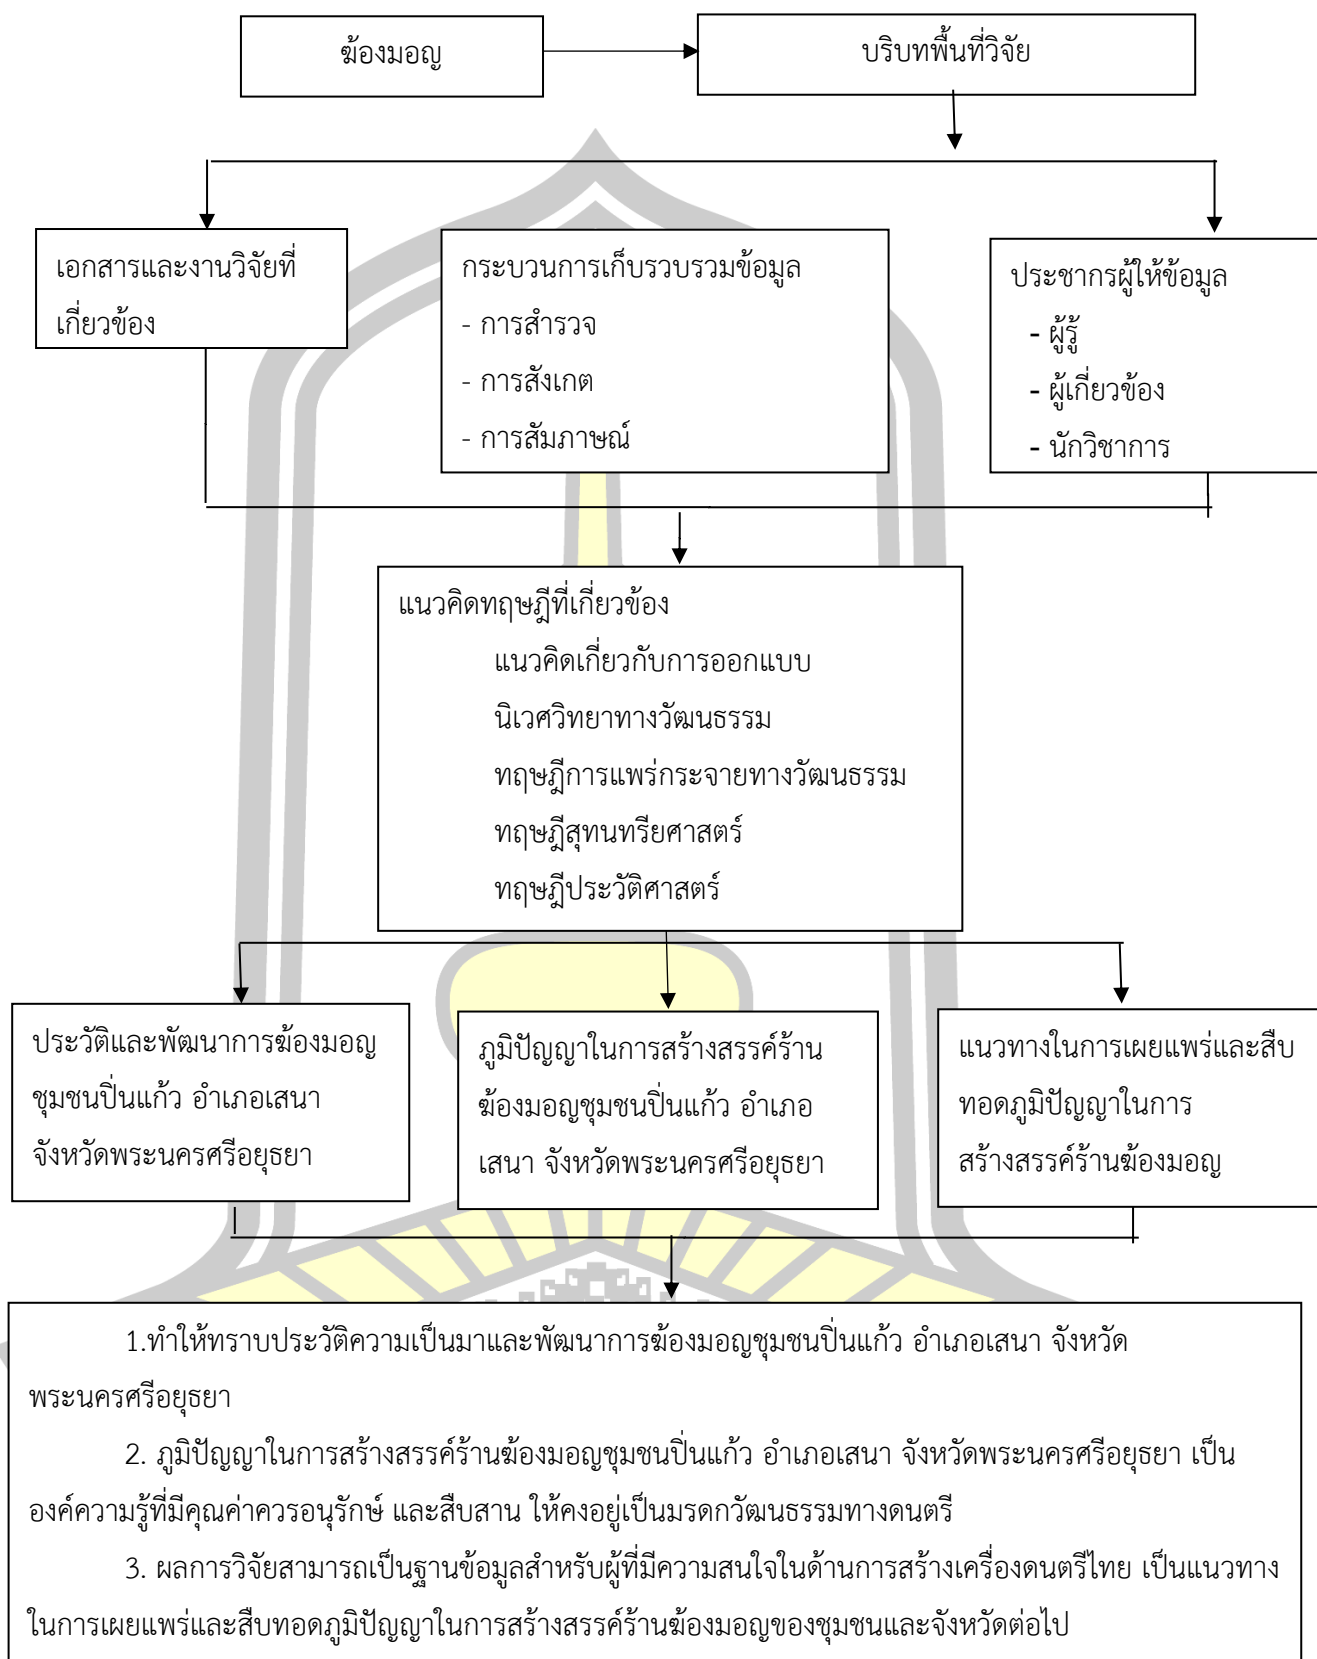 ฆ้องมอญ
บริบทพื้นที่วิจัย
เอกสารและงานวิจัยที่
เกี่ยวข้อง
กระบวนการเก็บรวบรวมข้อมูล
- การสำรวจ
- การสังเกต
- การสัมภาษณ์
ประชากรผู้ให้ข้อมูล
- ผู้รู้
- ผู้เกี่ยวข้อง
- นักวิชาการ
แนวคิดทฤษฎีที่เกี่ยวข้อง
แนวคิดเกี่ยวกับการออกแบบ
นิเวศวิทยาทางวัฒนธรรม
ทฤษฎีการแพร่กระจายทางวัฒนธรรม
ทฤษฎีสุทนทรียศาสตร์
ทฤษฎีประวัติศาสตร์
ประวัติและพัฒนาการฆ้องมอญ
ชุมชนปิ่นแก้ว อำเภอเสนา
จังหวัดพระนครศรีอยุธยา
ภูมิปัญญาในการสร้างสรรค์ร้าน
ฆ้องมอญชุมชนปิ่นแก้ว อำเภอ
เสนา จังหวัดพระนครศรีอยุธยา
แนวทางในการเผยแพร่และสืบ
ทอดภูมิปัญญาในการ
สร้างสรรค์ร้านฆ้องมอญ
1.ทำให้ทราบประวัติความเป็นมาและพัฒนาการฆ้องมอญชุมชนปิ่นแก้ว อำเภอเสนา จังหวัด
พระนครศรีอยุธยา
2. ภูมิปัญญาในการสร้างสรรค์ร้านฆ้องมอญชุมชนปิ่นแก้ว อำเภอเสนา จังหวัดพระนครศรีอยุธยา เป็น
องค์ความรู้ที่มีคุณค่าควรอนุรักษ์ และสืบสาน ให้คงอยู่เป็นมรดกวัฒนธรรมทางดนตรี
3. ผลการวิจัยสามารถเป็นฐานข้อมูลสำหรับผู้ที่มีความสนใจในด้านการสร้างเครื่องดนตรีไทย เป็นแนวทาง
ในการเผยแพร่และสืบทอดภูมิปัญญาในการสร้างสรรค์ร้านฆ้องมอญของชุมชนและจังหวัดต่อไป